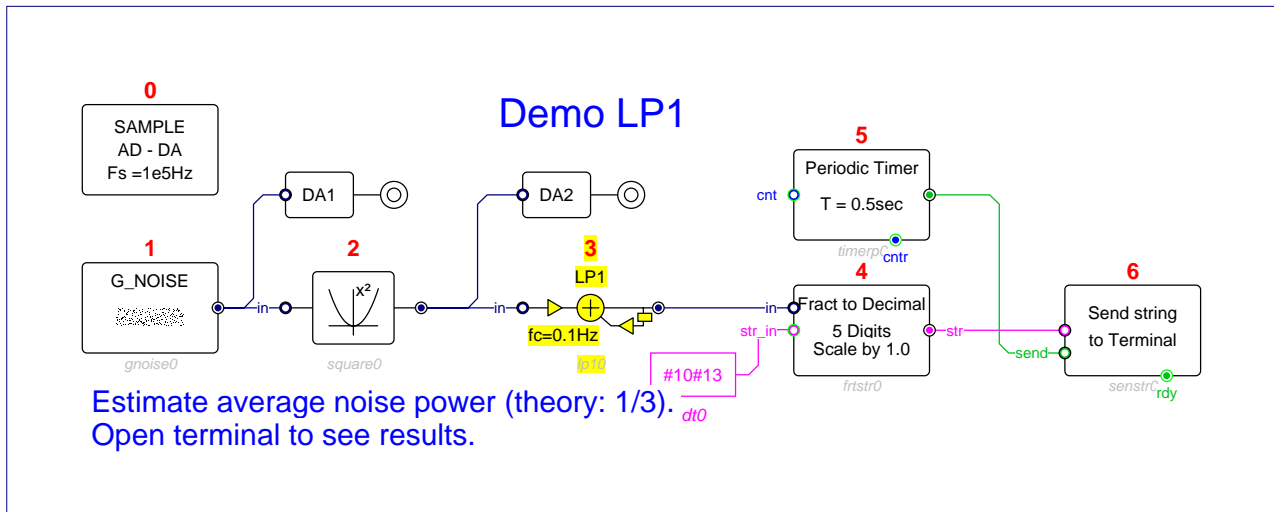 0
SAMPLE
AD - DA
Fs =1e5Hz
Demo LP1
DA1
DA2
5
Periodic Timer
T = 0.5sec
cnt
timerp0
cntr
1
G_NOISE
gnoise0
in
2
x²
square0
in
3
LP1
fc=0.1Hz
lp10
in
str_in
4
Fract to Decimal
5 Digits
Scale by 1.0
frtstr0
#10#13
dt0
str
send
6
Send string
to Terminal
senstr0
rdy
Estimate average noise power (theory: 1/3).
Open terminal to see results.